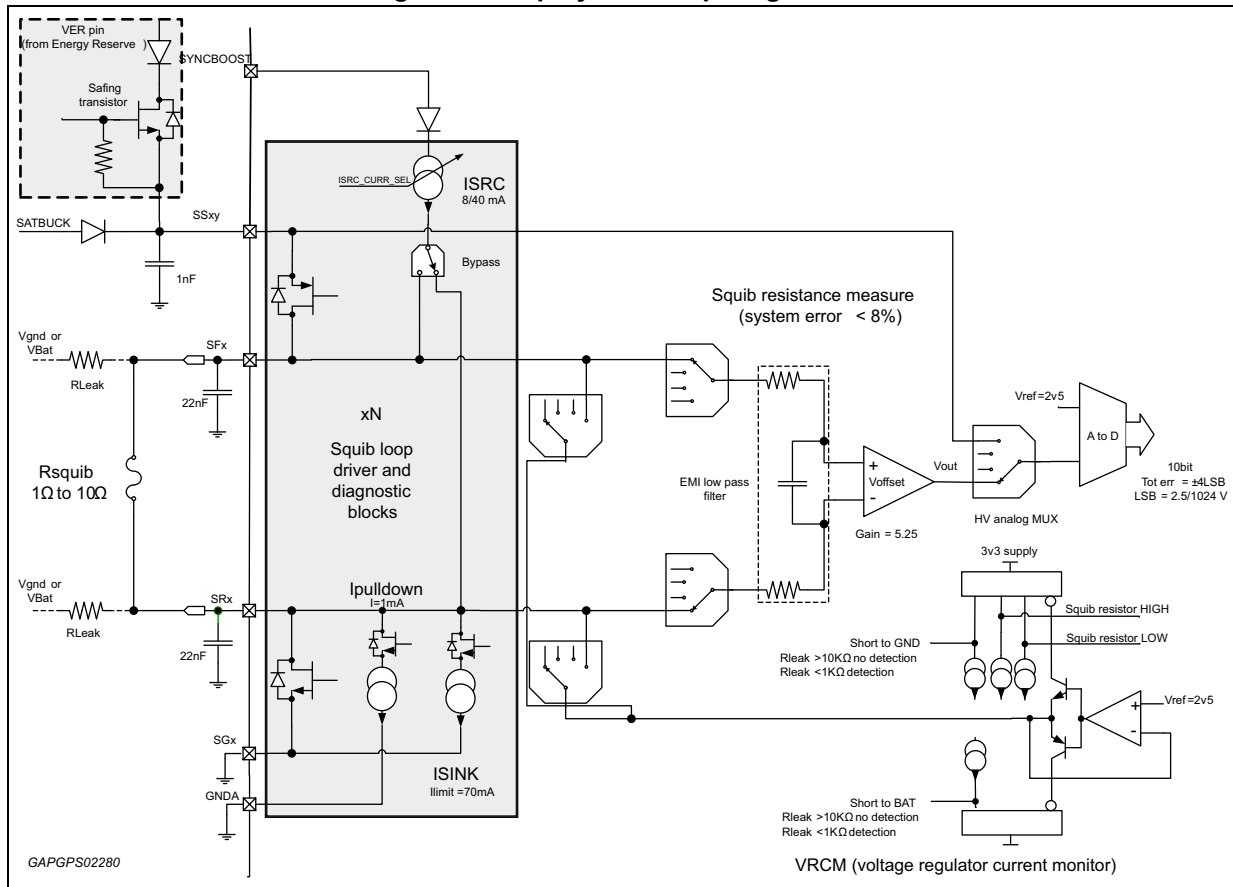 VER pin
(from Energy Reserve )
SYNCBOOST
Safing
transistor
ISRC_CURR_SEL
ISRC
8/40 mA
SATBUCK
SSxy
1nF
Bypass
Squib resistance measure
(system error < 8%)
Vgnd or
VBat
RLeak
SFx
22nF
xN
Squib loop
driver and
diagnostic
blocks
Rsquib
1Ω to 10Ω
EMI low pass
filter
+
-
Voffset
Gain = 5.25
Vout
HV analog MUX
Vref=2v5
A to D
10bit
Tot err = ±4LSB
LSB = 2.5/1024 V
Vgnd or
VBat
RLeak
SRx
22nF
Ipulldown
I=1mA
3v3 supply
Squib resistor HIGH
Squib resistor LOW
Short to GND
Rleak >10KΩ no detection
Rleak <1KΩ detection
Vref=2v5
+
-
SGx
GNDA
ISINK
Ilimit =70mA
Short to BAT
Rleak >10KΩ no detection
Rleak <1KΩ detection
VRCM (voltage regulator current monitor)
GAPGPS02280